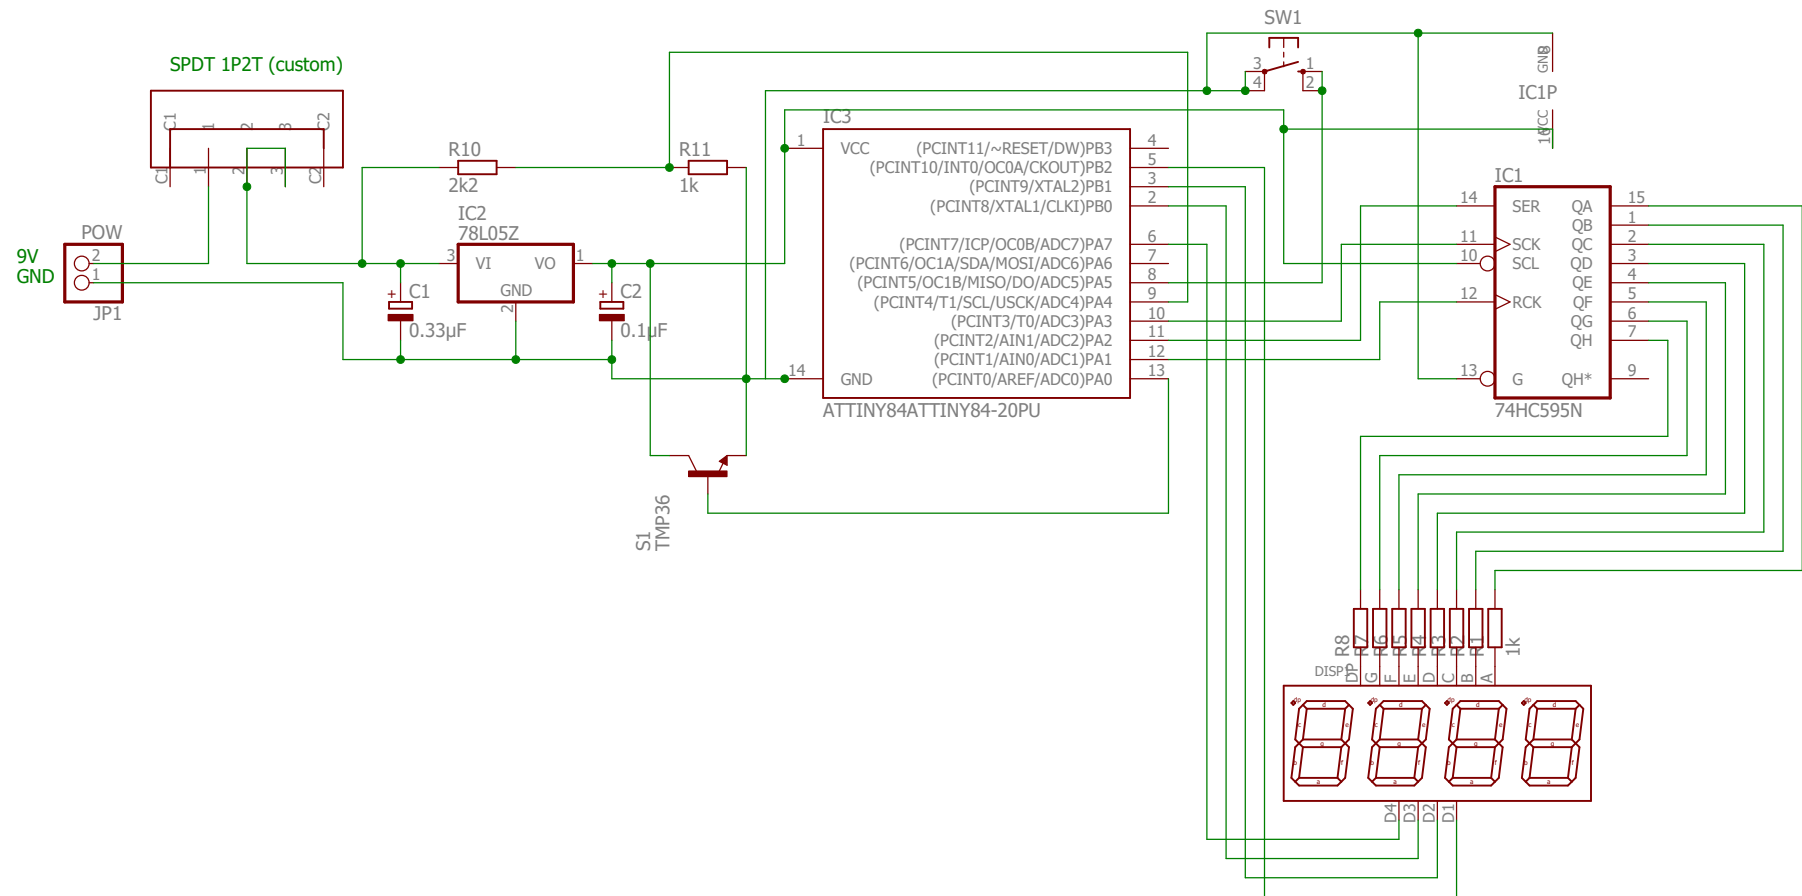 SW1
SPDT 1P2T (custom)
3
1
4
2
GND
8
IC1P
VCC
16
C1
1
2
3
C2
C1
1
2
3
C2
R10
2k2
R11
1k
IC3
1
VCC
(PCINT11/~RESET/DW)PB3
4
(PCINT10/INT0/OC0A/CKOUT)PB2
5
(PCINT9/XTAL2)PB1
3
(PCINT8/XTAL1/CLKI)PB0
2
(PCINT7/ICP/OC0B/ADC7)PA7
6
(PCINT6/OC1A/SDA/MOSI/ADC6)PA6
7
(PCINT5/OC1B/MISO/DO/ADC5)PA5
8
(PCINT4/T1/SCL/USCK/ADC4)PA4
9
(PCINT3/T0/ADC3)PA3
10
(PCINT2/AIN1/ADC2)PA2
11
(PCINT1/AIN0/ADC1)PA1
12
14
GND
(PCINT0/AREF/ADC0)PA0
13
ATTINY84ATTINY84-20PU
IC1
14
SER
QA
15
QB
1
11
SCK
QC
2
10
SCL
QD
3
QE
4
12
RCK
QF
5
QG
6
QH
7
13
G
QH*
9
74HC595N
POW
9V
2
GND
1
JP1
IC2
78L05Z
3
VI
VO
1
GND
2
+
C1
0.33µF
+
C2
0.1µF
S1
TMP36
R8
R7
R6
R5
R4
R3
R2
R1
1k
DISP1
DP
G
F
E
D
C
B
A
dp
d
c
e
g
b
f
a
dp
d
c
e
g
b
f
a
dp
d
c
e
g
b
f
a
dp
d
c
e
g
b
f
a
D4
D3
D2
D1